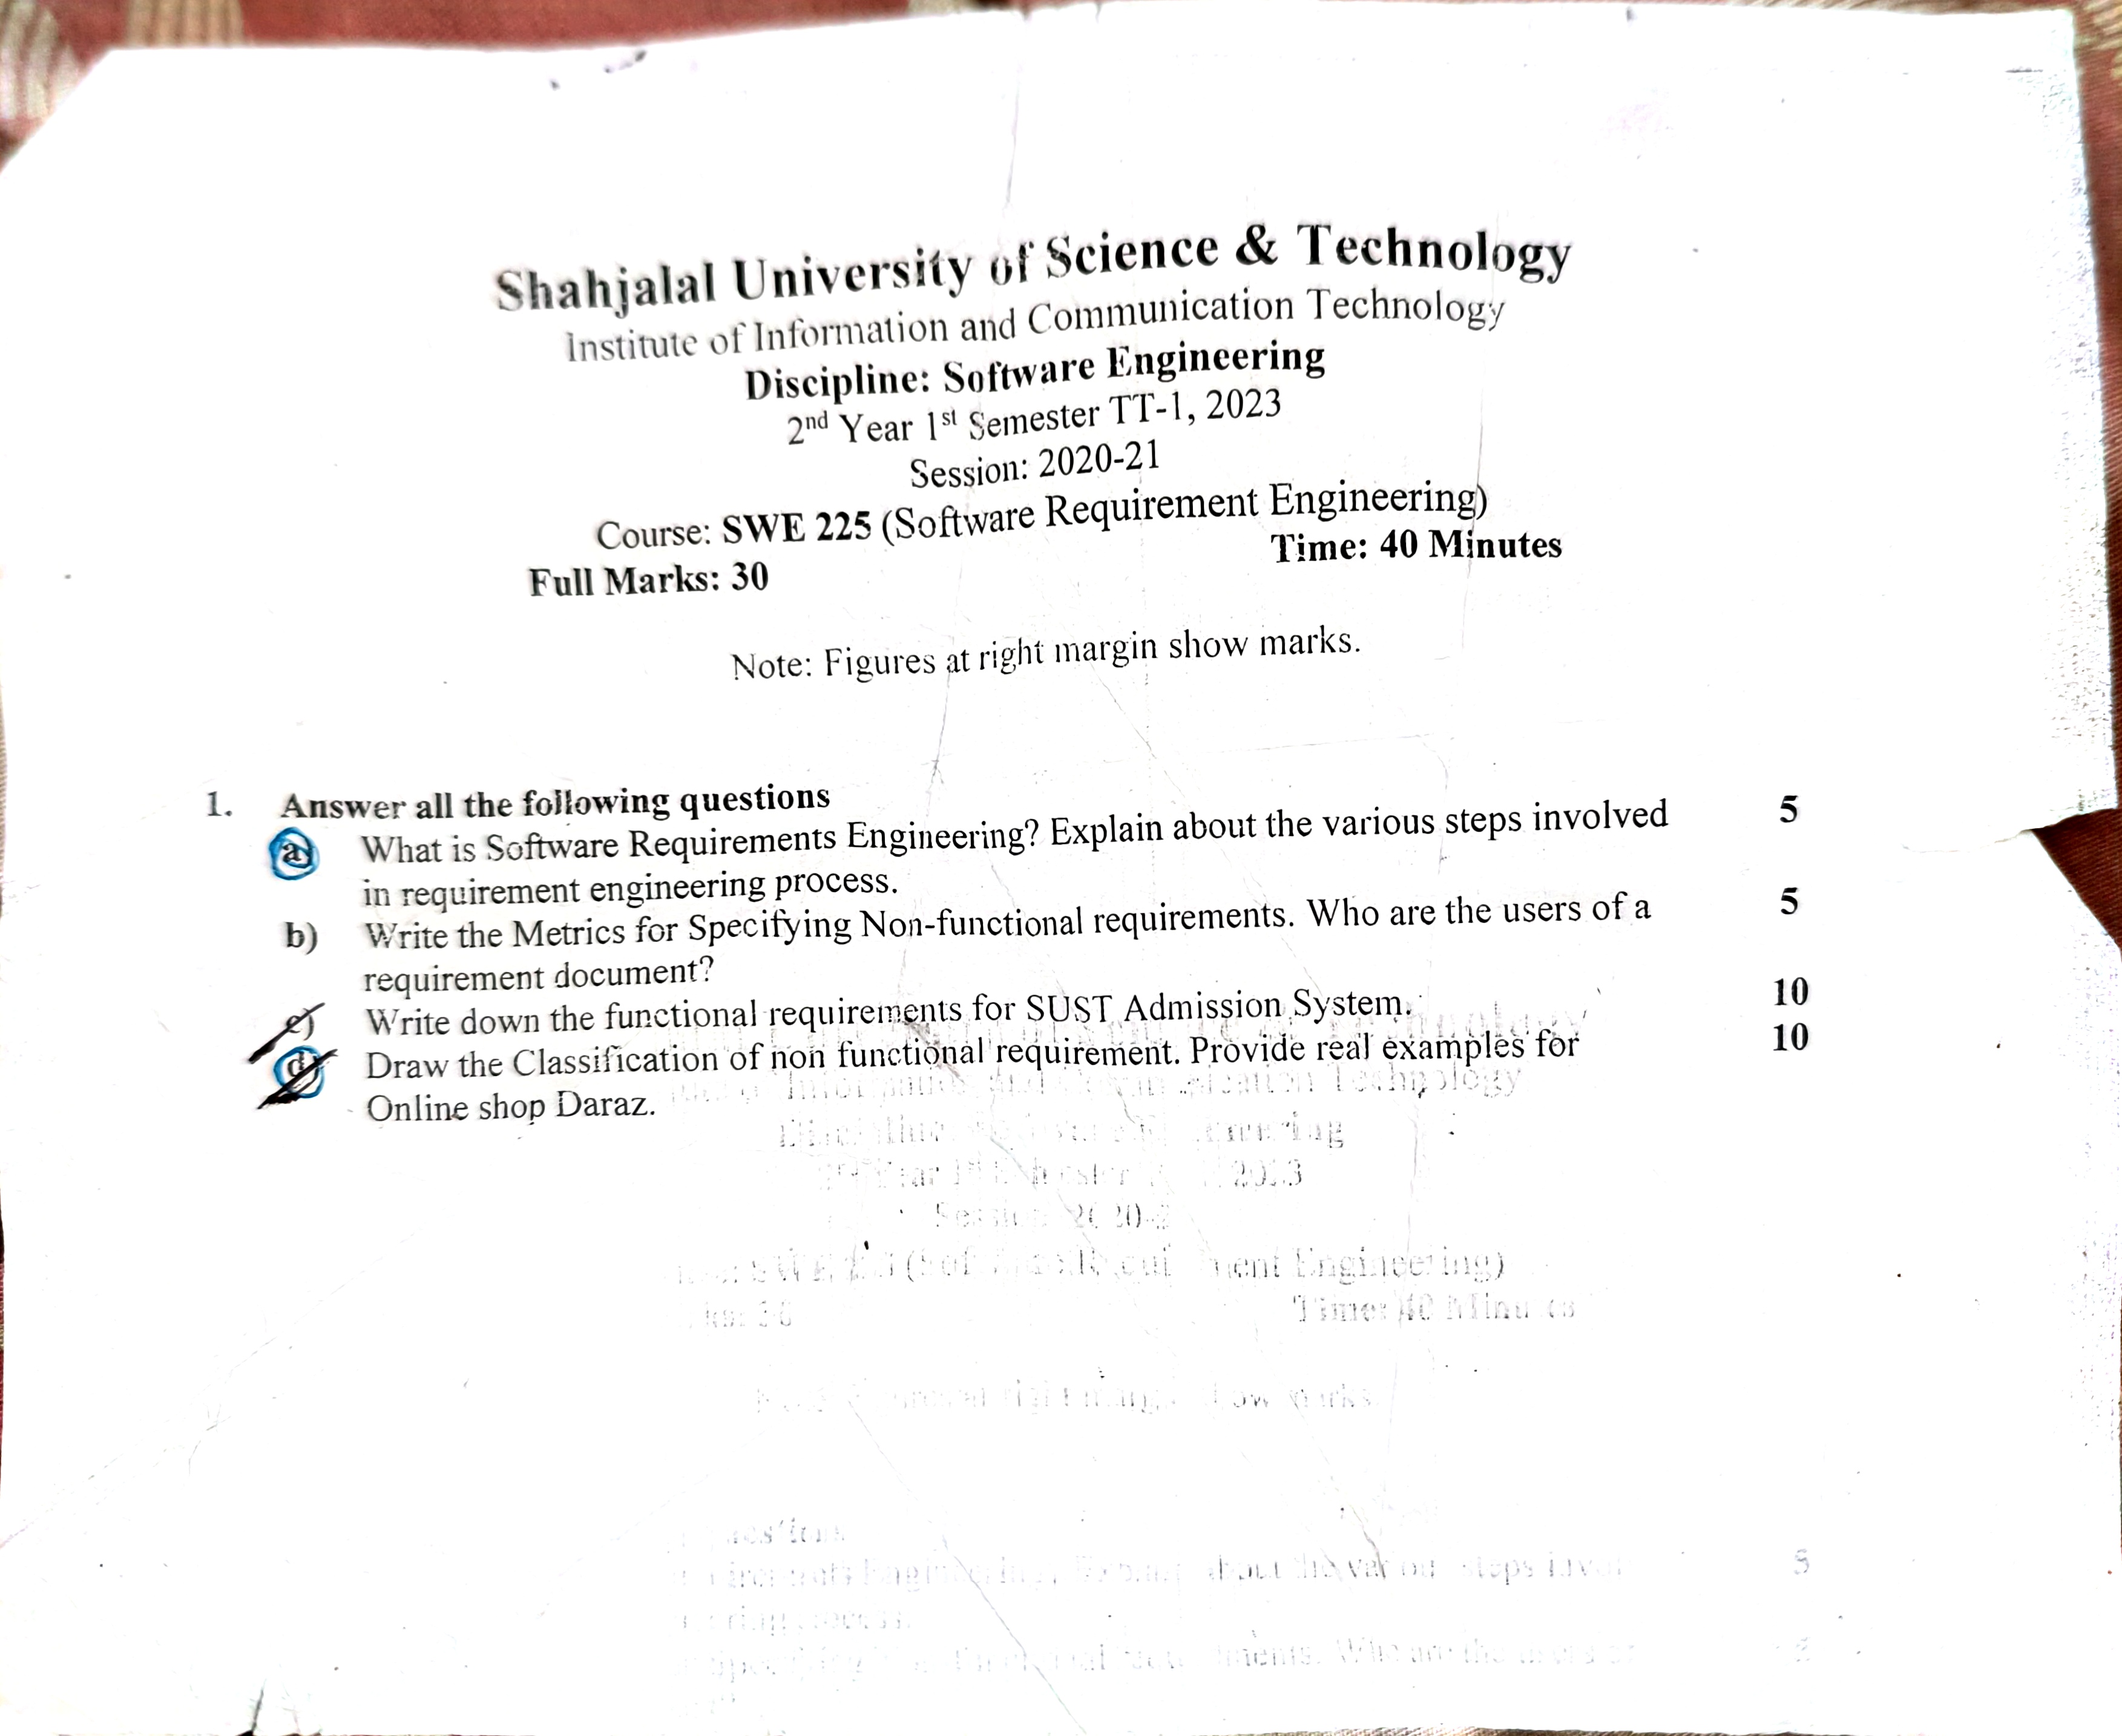 Shahjalal University of Science & Technology
Institute of Information and Communication Technology
Discipline: Software Engineering
2nd Year 1st Semester TT-1, 2023
Session: 2020-21
Course: SWE 225 (Software Requirement Engineering)
Full Marks: 30 Time: 40 Minutes
Note: Figures at right margin show marks.
1. Answer all the following questions
a) What is Software Requirements Engineering? Explain about the various steps involved 5
in requirement engineering process.
b) Write the Metrics for Specifying Non-functional requirements. Who are the users of a 5
requirement document?
c) Write down the functional requirements for SUST Admission System. 10
d) Draw the Classification of non functional requirement. Provide real examples for 10
Online shop Daraz.